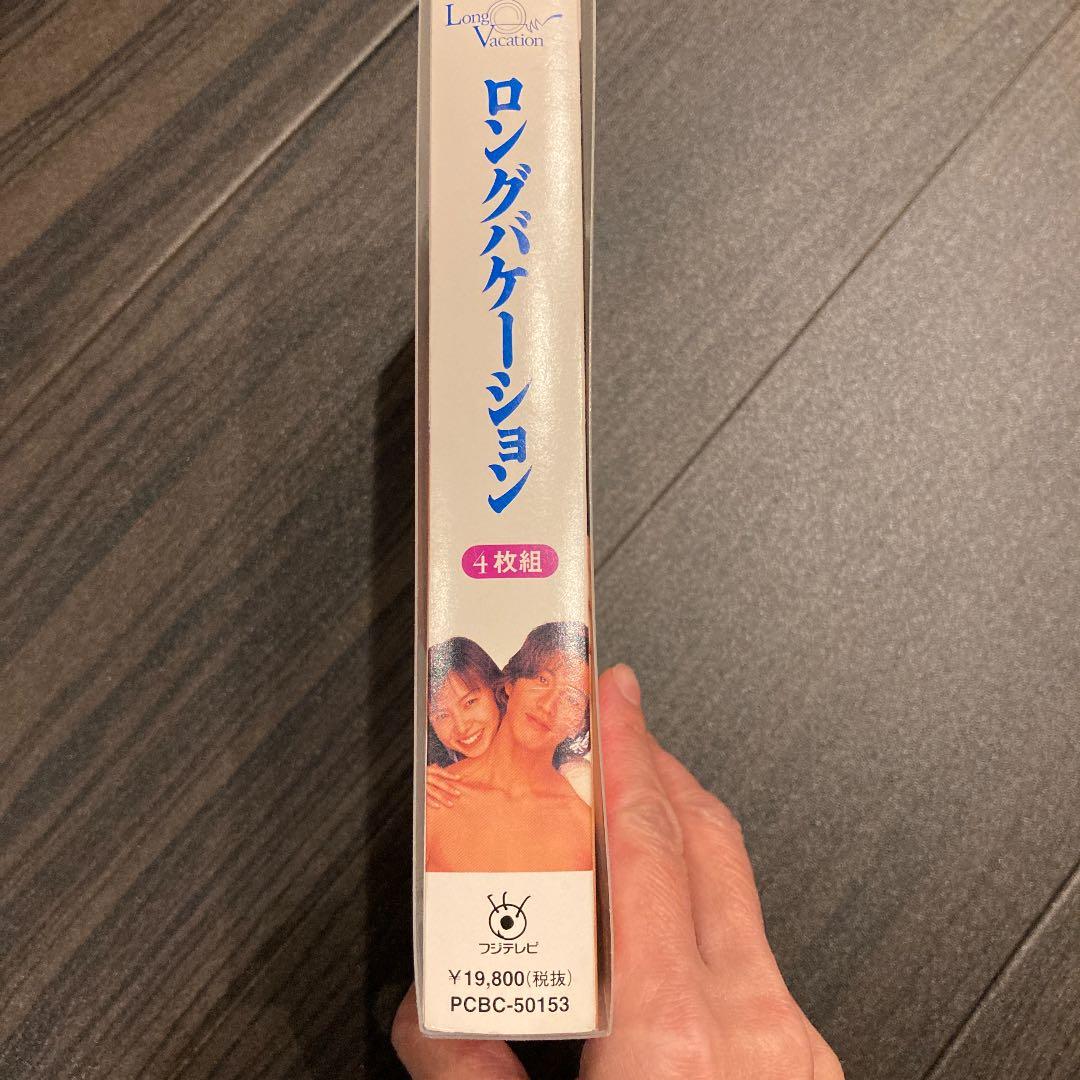 Long
Vacation
ロングバケーション
4枚組
フジテレビ
￥19,800(税抜)
PCBC-50153